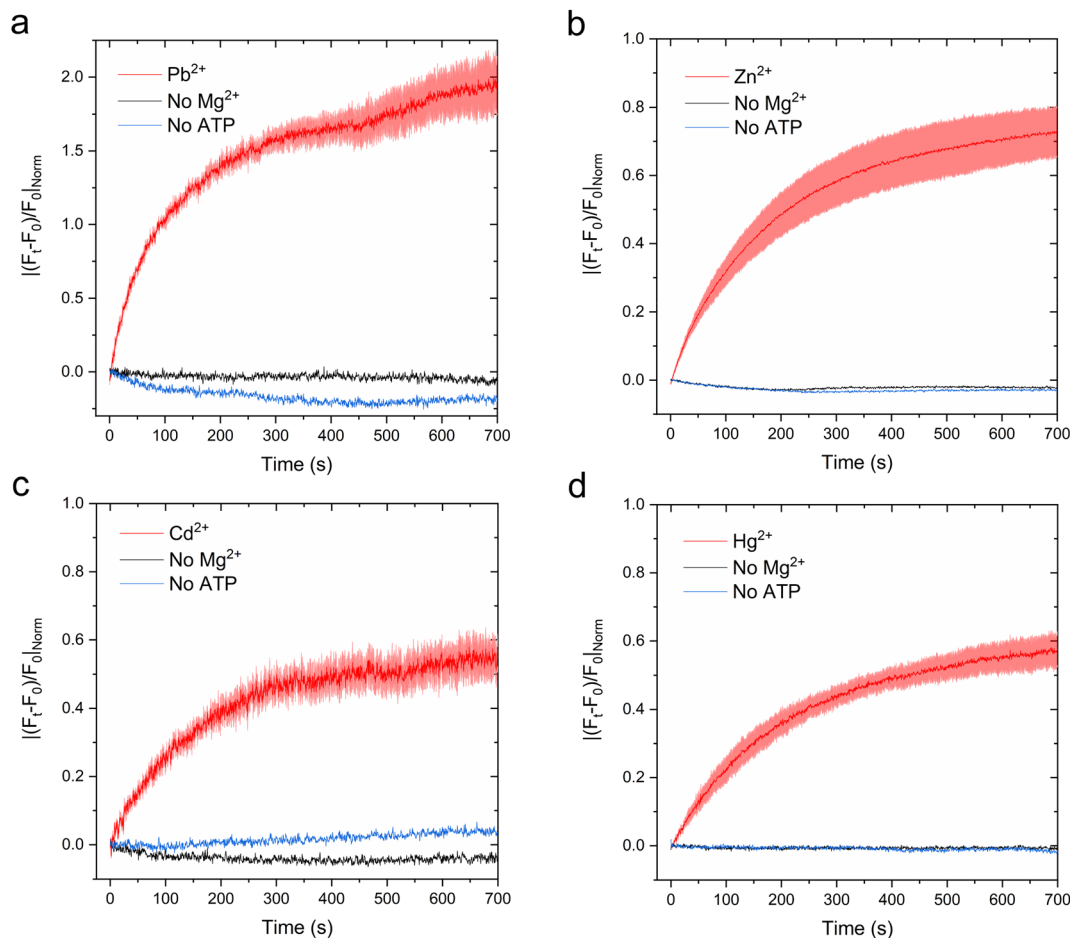 a
|(Fₜ-F₀)/F₀|Norm
2.0
1.5
1.0
0.5
0.0
Pb²⁺
No Mg²⁺
No ATP
0 100 200 300 400 500 600 700
Time (s)
b
|(Fₜ-F₀)/F₀|Norm
1.0
0.8
0.6
0.4
0.2
0.0
Zn²⁺
No Mg²⁺
No ATP
0 100 200 300 400 500 600 700
Time (s)
c
|(Fₜ-F₀)/F₀|Norm
1.0
0.8
0.6
0.4
0.2
0.0
Cd²⁺
No Mg²⁺
No ATP
0 100 200 300 400 500 600 700
Time (s)
d
|(Fₜ-F₀)/F₀|Norm
1.0
0.8
0.6
0.4
0.2
0.0
Hg²⁺
No Mg²⁺
No ATP
0 100 200 300 400 500 600 700
Time (s)